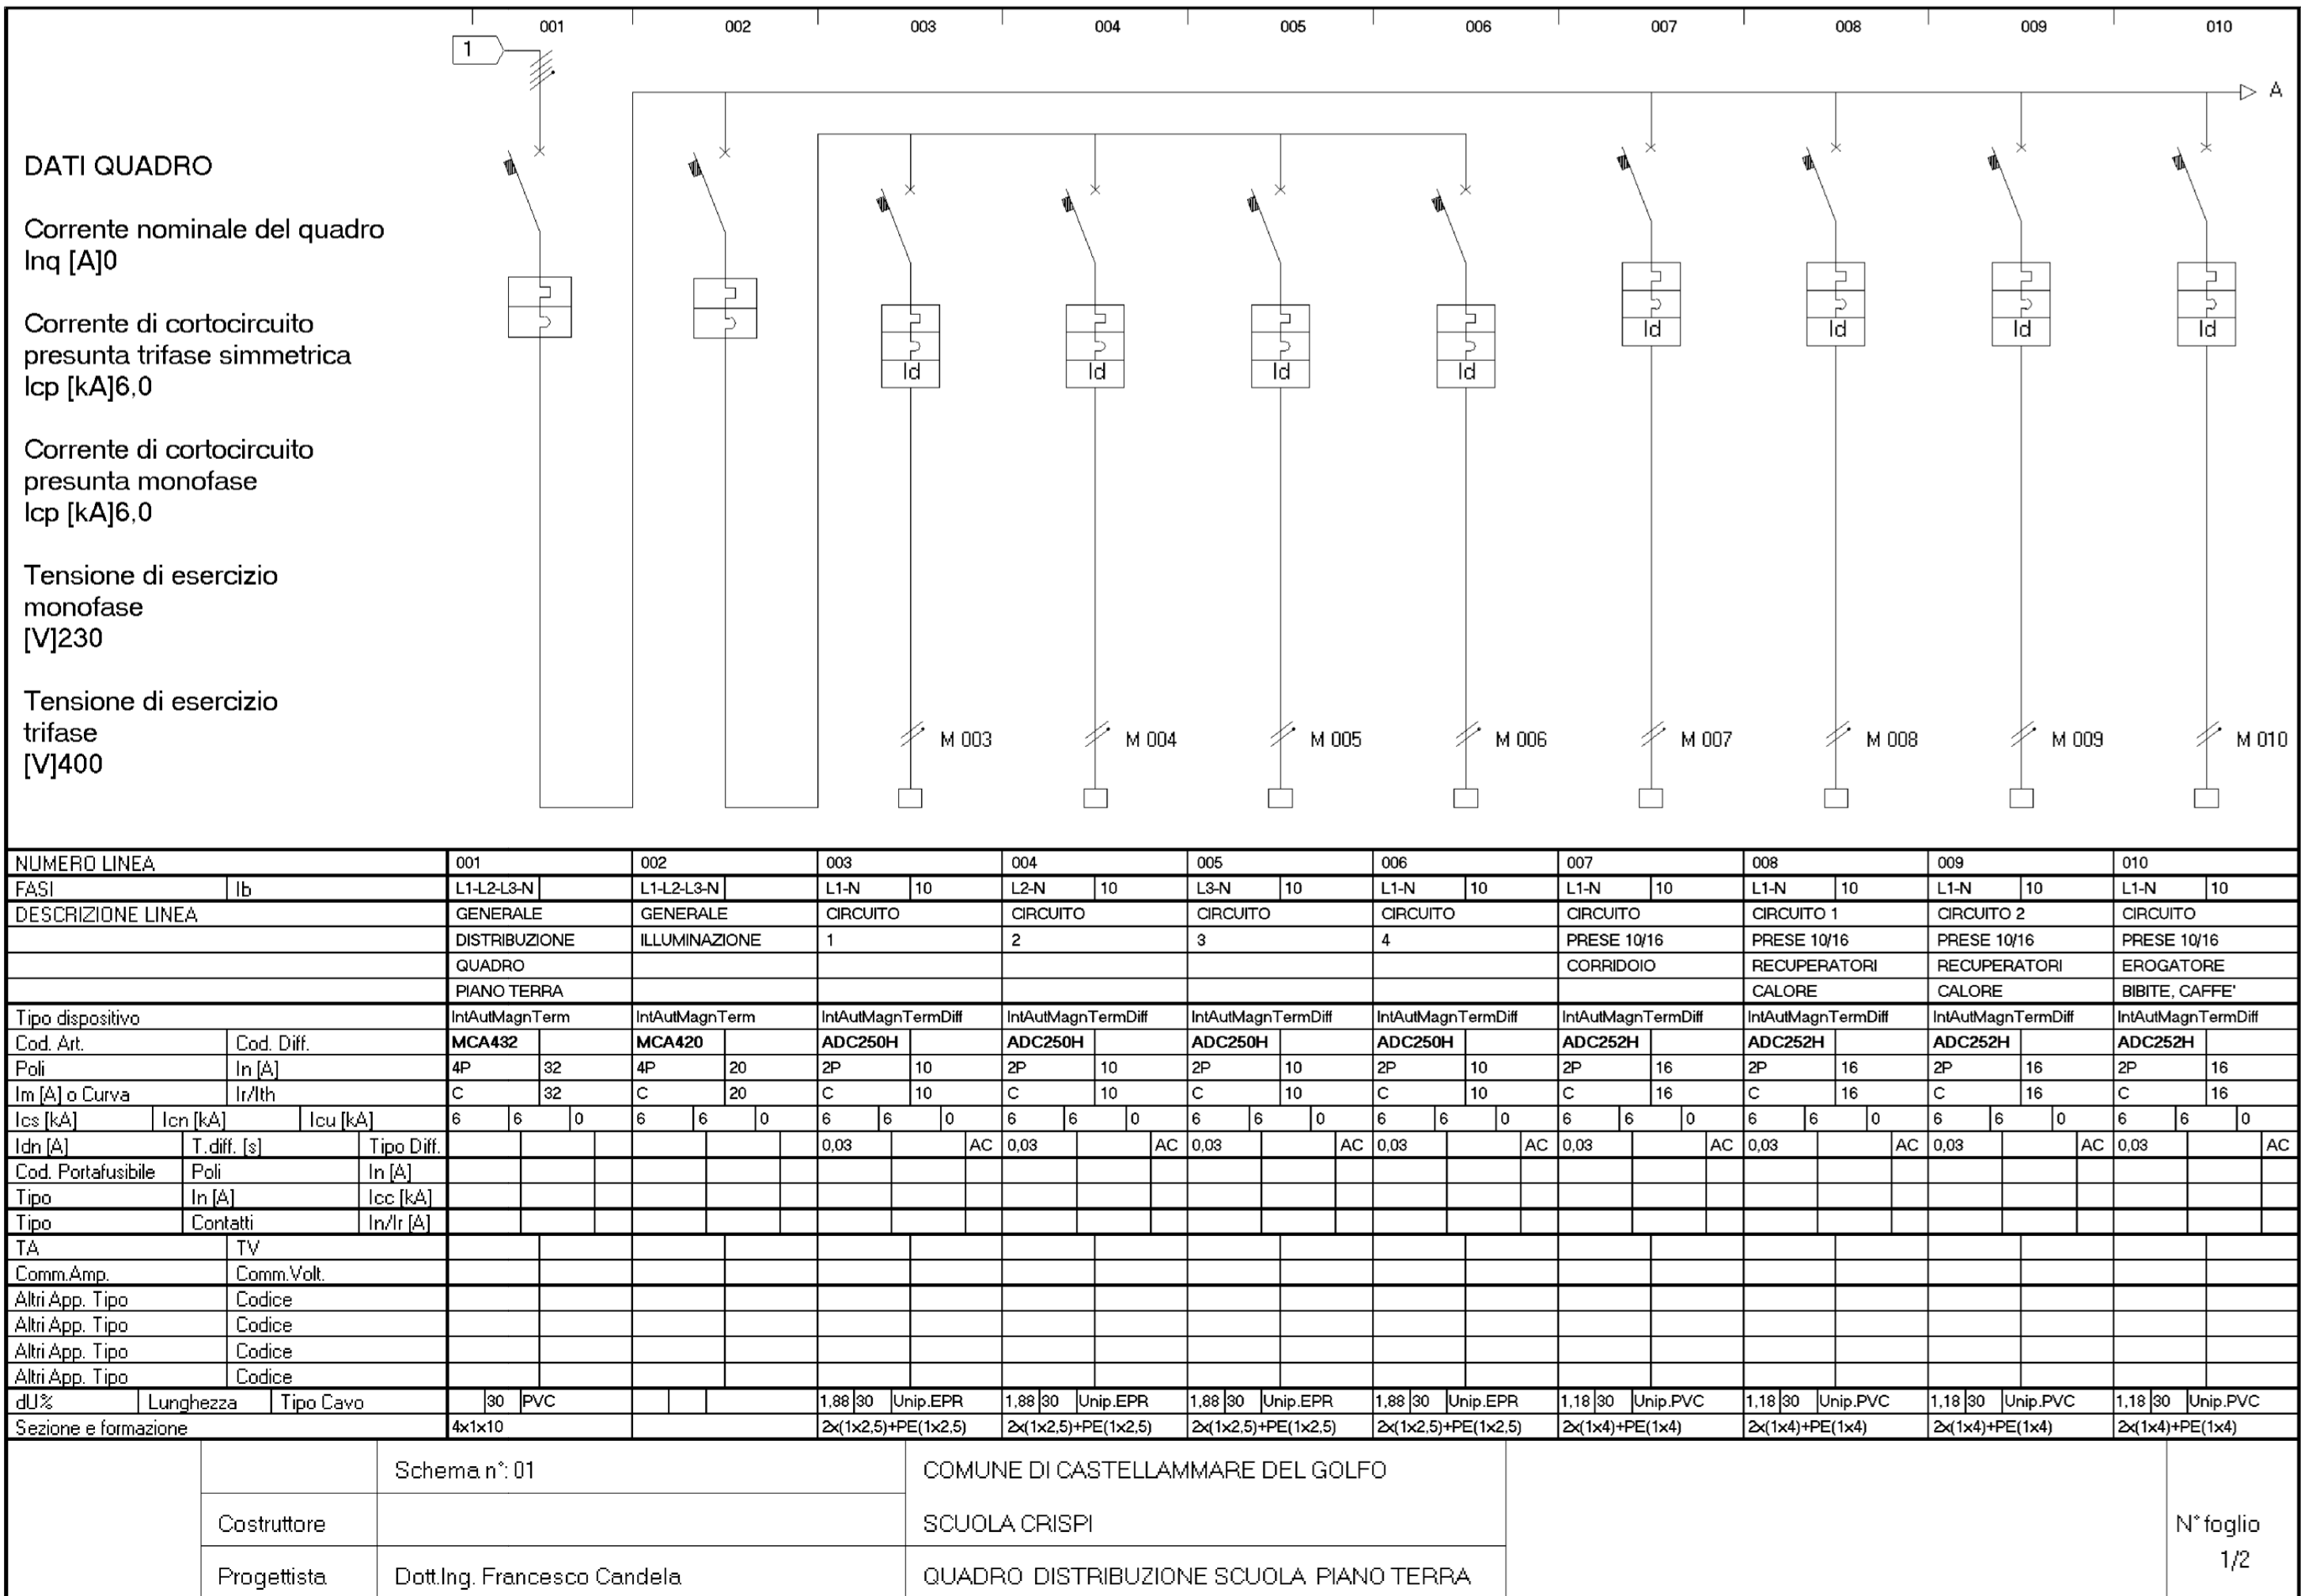 001 002 003 004 005 006 007 008 009 010
1
A
DATI QUADRO
Corrente nominale del quadro
Inq [A]0
Corrente di cortocircuito
presunta trifase simmetrica
Icp [kA]6,0
Corrente di cortocircuito
presunta monofase
Icp [kA]6,0
Tensione di esercizio
monofase
[V]230
Tensione di esercizio
trifase
[V]400
Id Id Id Id Id Id Id Id
M 003 M 004 M 005 M 006 M 007 M 008 M 009 M 010
NUMERO LINEA 001 002 003 004 005 006 007 008 009 010
FASI Ib L1-L2-L3-N L1-L2-L3-N L1-N 10 L2-N 10 L3-N 10 L1-N 10 L1-N 10 L1-N 10 L1-N 10 L1-N 10
DESCRIZIONE LINEA GENERALE GENERALE CIRCUITO CIRCUITO CIRCUITO CIRCUITO CIRCUITO CIRCUITO 1 CIRCUITO 2 CIRCUITO
DISTRIBUZIONE ILLUMINAZIONE 1 2 3 4 PRESE 10/16 PRESE 10/16 PRESE 10/16 PRESE 10/16
QUADRO CORRIDOIO RECUPERATORI RECUPERATORI EROGATORE
PIANO TERRA CALORE CALORE BIBITE, CAFFE'
Tipo dispositivo IntAutMagnTerm IntAutMagnTerm IntAutMagnTermDiff IntAutMagnTermDiff IntAutMagnTermDiff IntAutMagnTermDiff IntAutMagnTermDiff IntAutMagnTermDiff IntAutMagnTermDiff IntAutMagnTermDiff
Cod. Art. Cod. Diff. MCA432 MCA420 ADC250H ADC250H ADC250H ADC250H ADC252H ADC252H ADC252H ADC252H
Poli In [A] 4P 32 4P 20 2P 10 2P 10 2P 10 2P 10 2P 16 2P 16 2P 16 2P 16
Im [A] o Curva Ir/Ith C 32 C 20 C 10 C 10 C 10 C 10 C 16 C 16 C 16 C 16
Ics [kA] Icn [kA] Icu [kA] 6 6 0 6 6 0 6 6 0 6 6 0 6 6 0 6 6 0 6 6 0 6 6 0 6 6 0 6 6 0
Idn [A] T.diff. [s] Tipo Diff. 0,03 AC 0,03 AC 0,03 AC 0,03 AC 0,03 AC 0,03 AC 0,03 AC 0,03 AC
Cod. Portafusibile Poli In [A]
Tipo In [A] Icc [kA]
Tipo Contatti In/Ir [A]
TA TV
Comm.Amp. Comm.Volt.
Altri App. Tipo Codice
Altri App. Tipo Codice
Altri App. Tipo Codice
Altri App. Tipo Codice
dU% Lunghezza Tipo Cavo 30 PVC 1,88 30 Unip.EPR 1,88 30 Unip.EPR 1,88 30 Unip.EPR 1,88 30 Unip.EPR 1,18 30 Unip.PVC 1,18 30 Unip.PVC 1,18 30 Unip.PVC 1,18 30 Unip.PVC
Sezione e formazione 4x1x10 2x(1x2,5)+PE(1x2,5) 2x(1x2,5)+PE(1x2,5) 2x(1x2,5)+PE(1x2,5) 2x(1x2,5)+PE(1x2,5) 2x(1x4)+PE(1x4) 2x(1x4)+PE(1x4) 2x(1x4)+PE(1x4) 2x(1x4)+PE(1x4)
Schema n°: 01 COMUNE DI CASTELLAMMARE DEL GOLFO
Costruttore SCUOLA CRISPI N° foglio
1/2
Progettista Dott.Ing. Francesco Candela QUADRO DISTRIBUZIONE SCUOLA PIANO TERRA